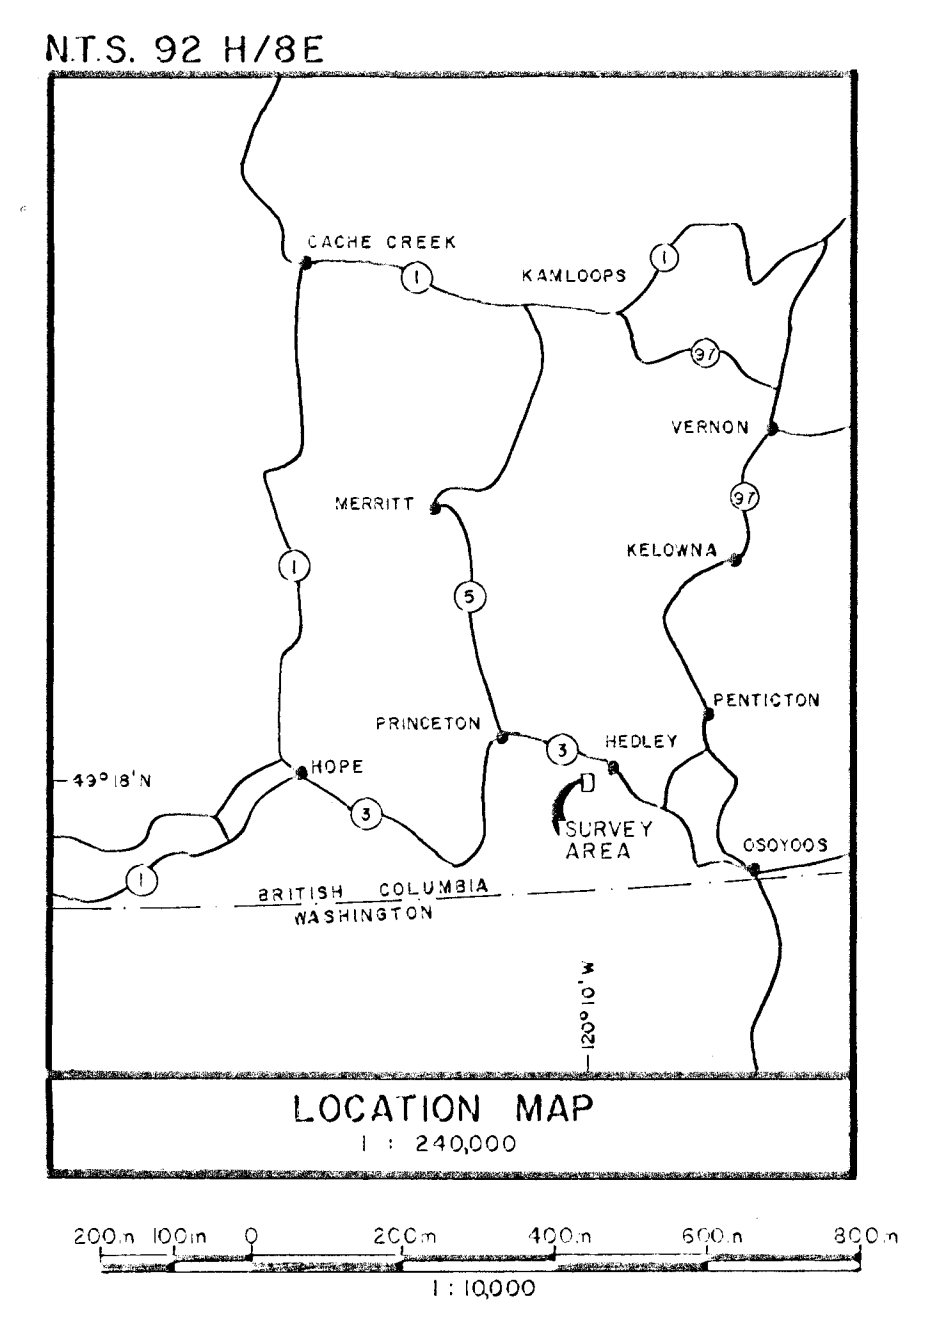 N.T.S. 92 H/8E
CACHE CREEK
1
KAMLOOPS
1
97
VERNON
97
MERRITT
KELOWNA
1
5
PENTICTON
PRINCETON
3
HEDLEY
HOPE
49°18'N
3
SURVEY
AREA
OSOYOOS
1
BRITISH COLUMBIA
WASHINGTON
120°10'W
LOCATION MAP
1 : 240,000
200m 100m 0 200m 400m 600m 800m
1 : 10,000